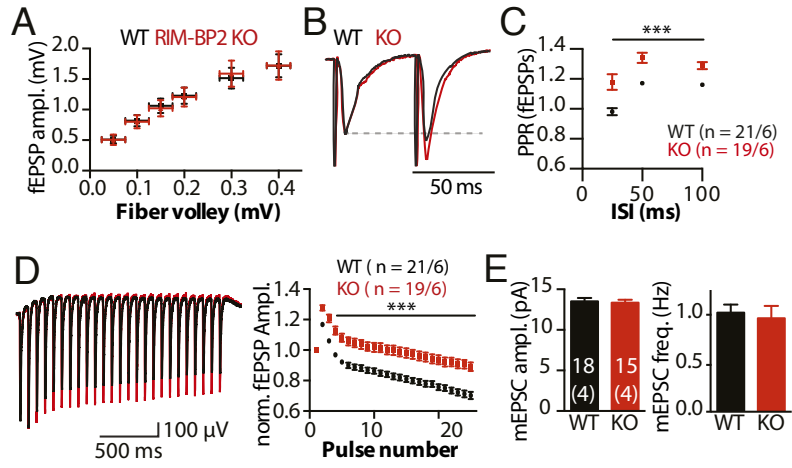 A
WT RIM-BP2 KO
fEPSP ampl. (mV)
2.0
1.5
1.0
0.5
0.0
0.0 0.1 0.2 0.3 0.4
Fiber volley (mV)
B
WT KO
50 ms
C
***
PPR (fEPSPs)
1.4
1.2
1.0
0.8
0.6
WT (n = 21/6)
KO (n = 19/6)
0 50 100
ISI (ms)
D
100 µV
500 ms
WT ( n = 21/6)
KO ( n = 19/6)
***
norm. fEPSP Ampl.
1.4
1.2
1.0
0.8
0.6
0 10 20
Pulse number
E
mEPSC ampl. (pA)
15
10
5
0
18
(4)
15
(4)
WT KO
mEPSC freq. (Hz)
1.0
0.5
0.0
WT KO